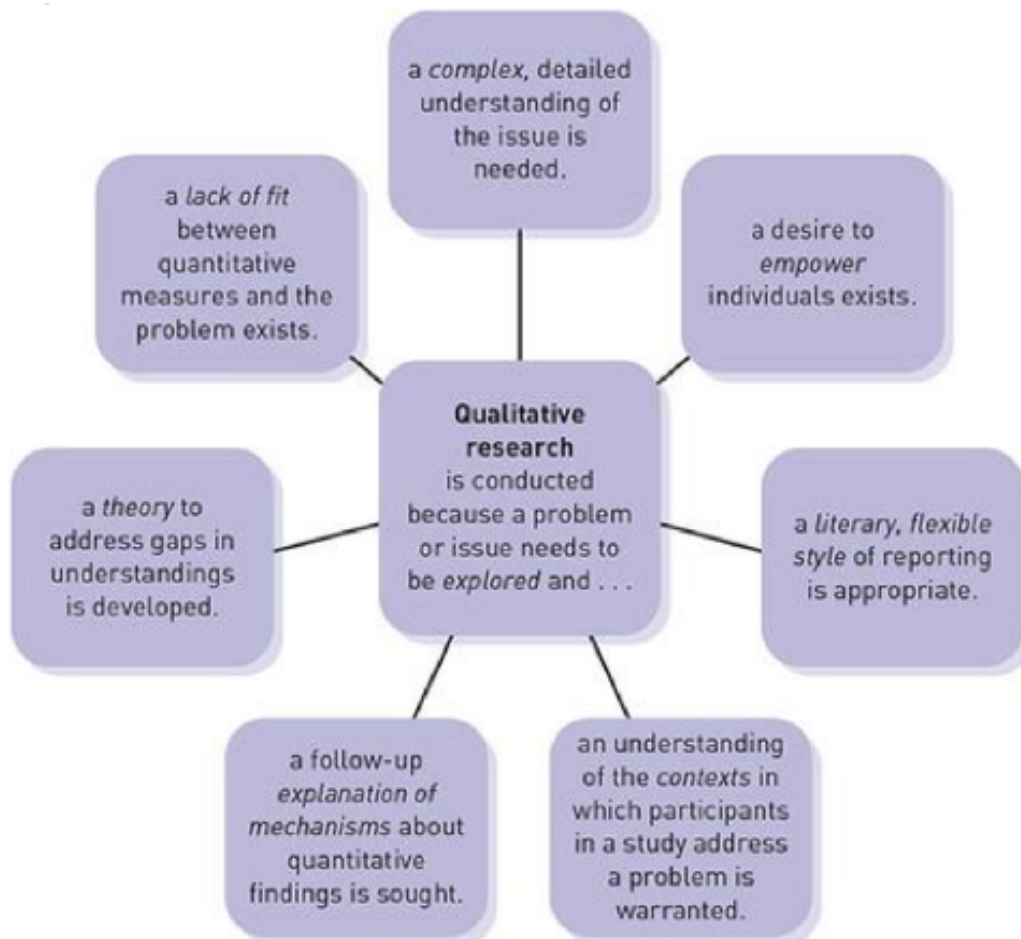 a complex, detailed
understanding of
the issue is
needed.
a lack of fit
between
quantitative
measures and the
problem exists.
a desire to
empower
individuals exists.
Qualitative
research
is conducted
because a problem
or issue needs to
be explored and . . .
a theory to
address gaps in
understandings
is developed.
a literary, flexible
style of reporting
is appropriate.
a follow-up
explanation of
mechanisms about
quantitative
findings is sought.
an understanding
of the contexts in
which participants
in a study address
a problem is
warranted.